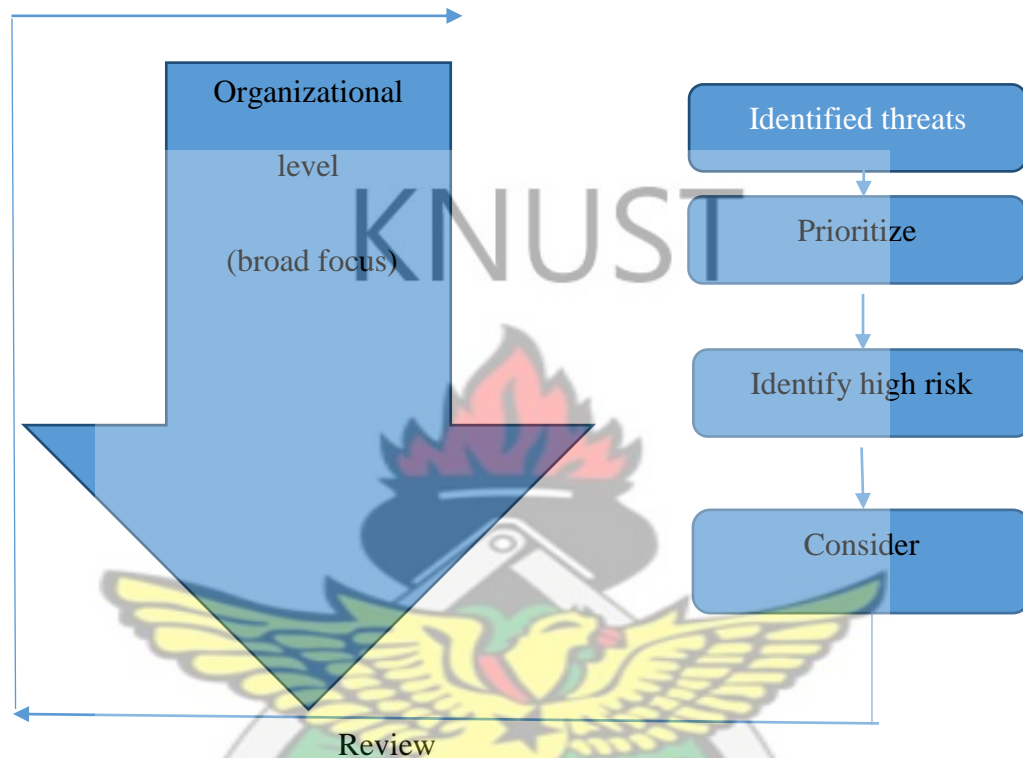 Organizational
level
(broad focus)
KNUST
Identified threats
Prioritize
Identify high risk
Consider
Review